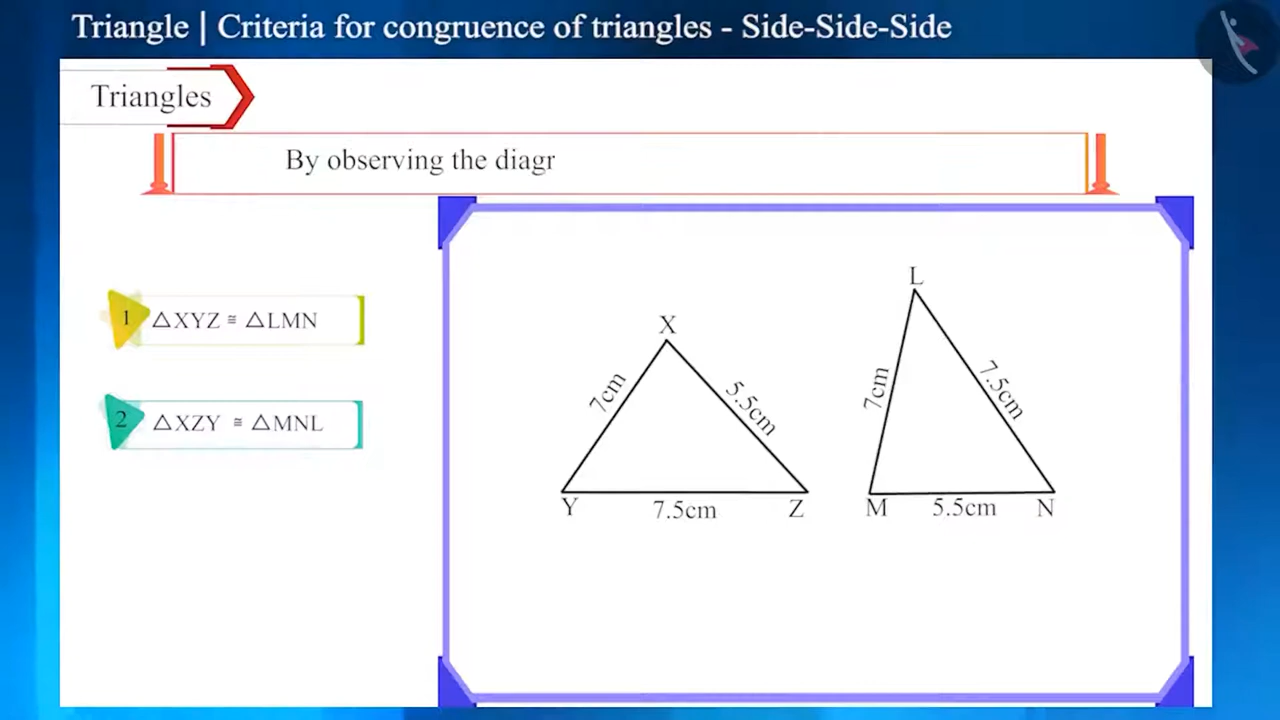 Triangle | Criteria for congruence of triangles - Side-Side-Side
Triangles
By observing the diagr
1 △XYZ ≅ △LMN
2 △XZY ≅ △MNL
X
7cm
5.5cm
Y
7.5cm
Z
L
7cm
7.5cm
M
5.5cm
N